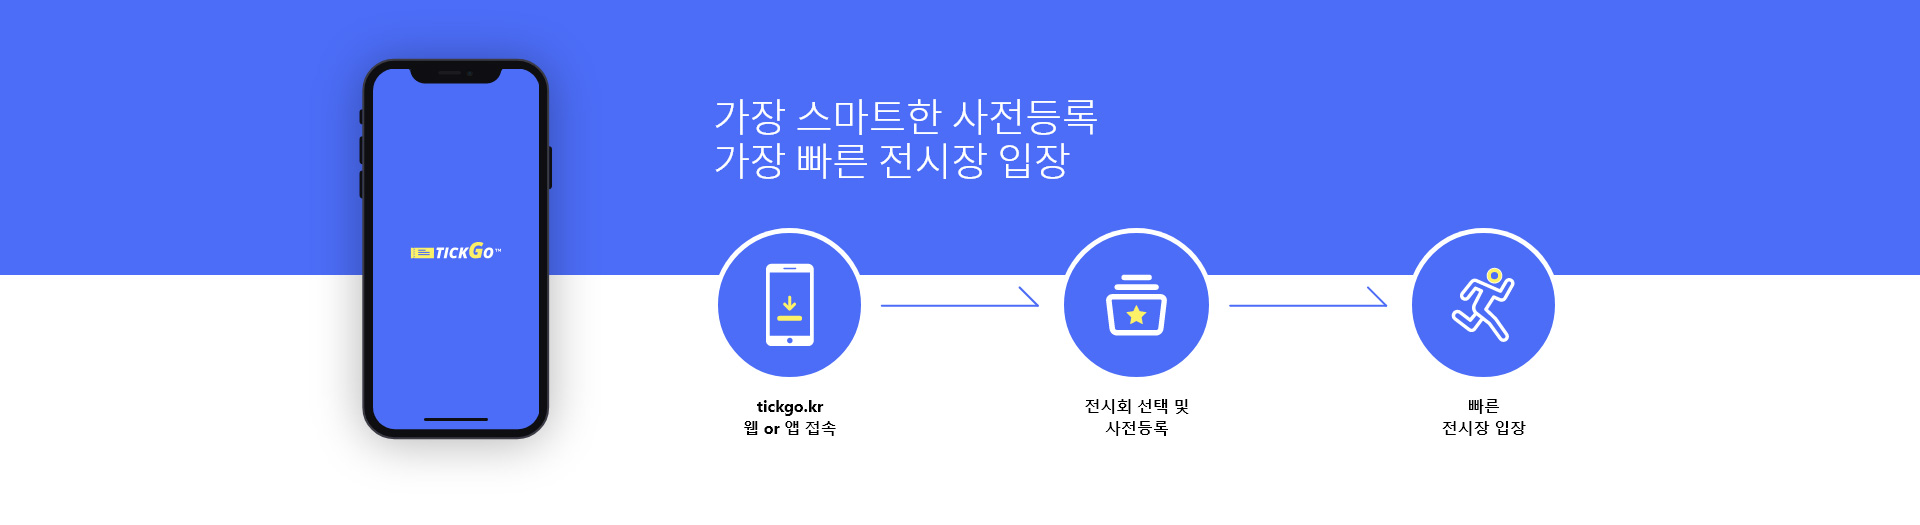 가장 스마트한 사전등록
가장 빠른 전시장 입장
TICKGO™
tickgo.kr
웹 or 앱 접속
전시회 선택 및
사전등록
빠른
전시장 입장